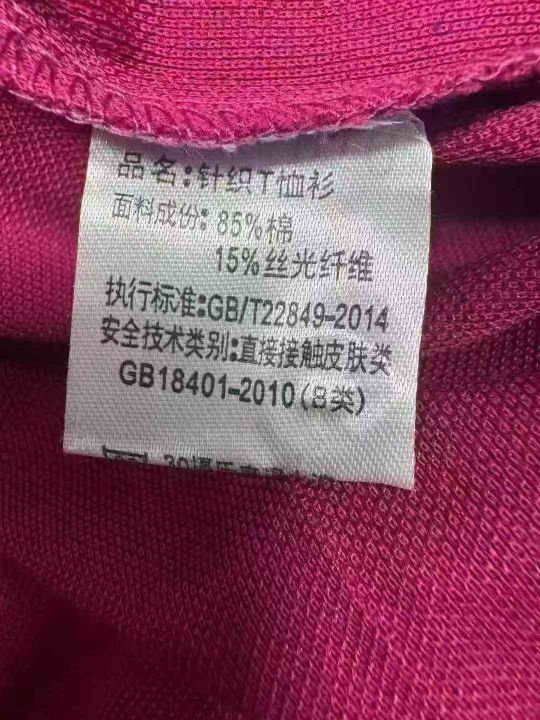 品名:针织T恤衫
面料成份: 85%棉
15%丝光纤维
执行标准:GB/T22849-2014
安全技术类别:直接接触皮肤类
GB18401-2010(B类)